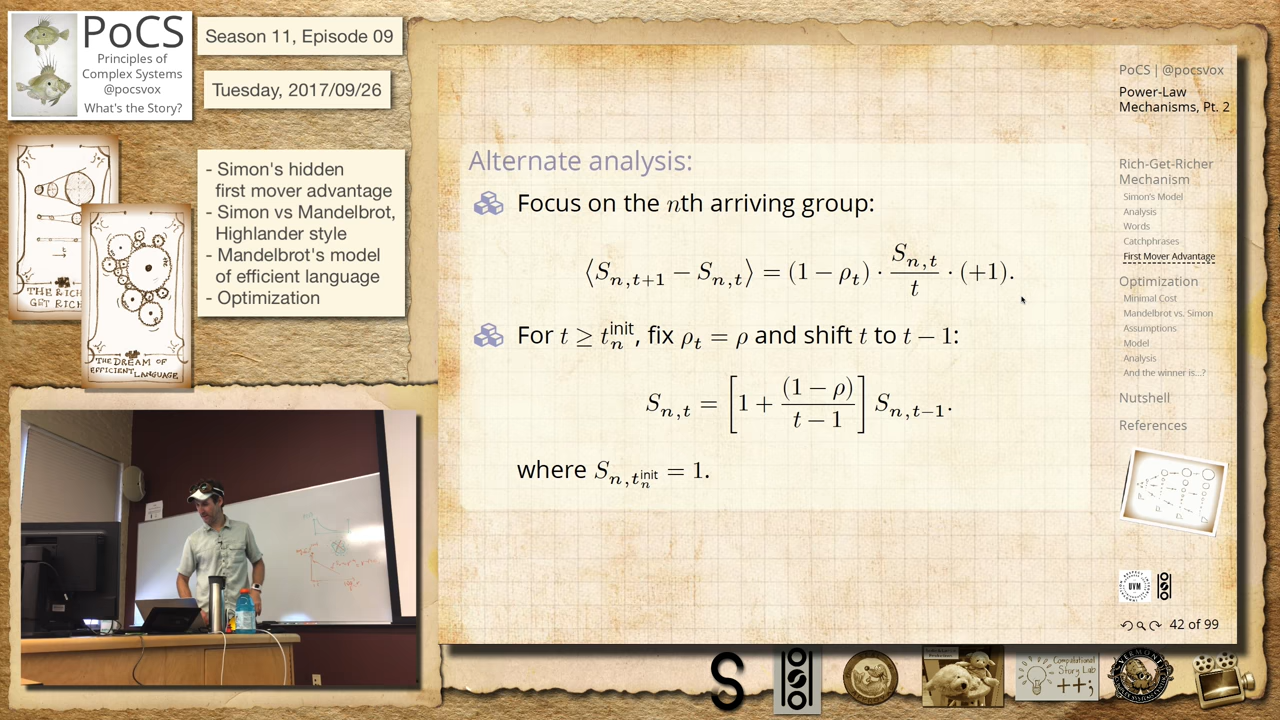 PoCS
Principles of
Complex Systems
@pocsvox
What's the Story?
Season 11, Episode 09
Tuesday, 2017/09/26
THE RICH
GET RICH
THE DREAM OF
EFFICIENT LANGUAGE
- Simon's hidden
first mover advantage
- Simon vs Mandelbrot,
Highlander style
- Mandelbrot's model
of efficient language
- Optimization
Alternate analysis:
Focus on the nth arriving group:
⟨S_{n,t+1} − S_{n,t}⟩ = (1 − ρ_t) · \frac{S_{n,t}}{t} · (+1).
For t ≥ t_n^{init}, fix ρ_t = ρ and shift t to t − 1:
S_{n,t} = [1 + \frac{(1 − ρ)}{t − 1}] S_{n,t−1}.
where S_{n,t_n^{init}} = 1.
PoCS | @pocsvox
Power-Law
Mechanisms, Pt. 2
Rich-Get-Richer
Mechanism
Simon's Model
Analysis
Words
Catchphrases
First Mover Advantage
Optimization
Minimal Cost
Mandelbrot vs. Simon
Assumptions
Model
Analysis
And the winner is...?
Nutshell
References
UVM
42 of 99
Computational
Story Lab
++;